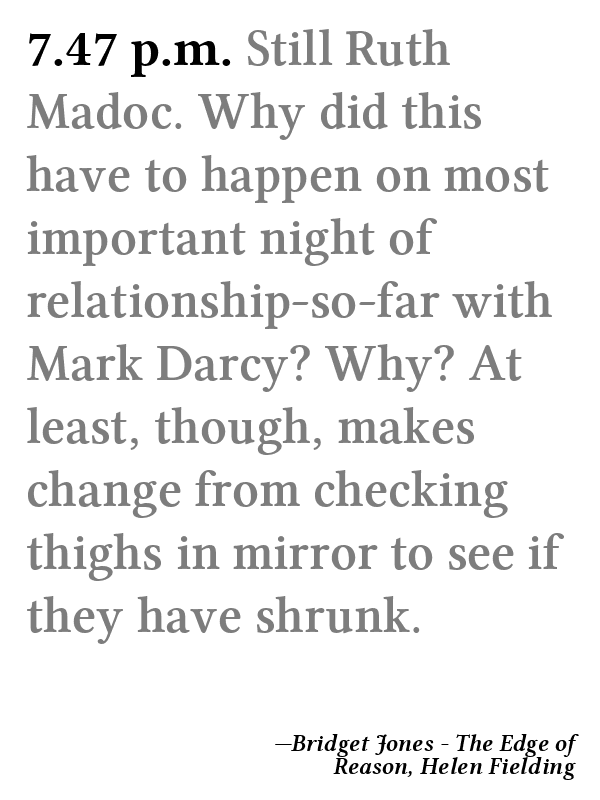 7.47 p.m. Still Ruth
Madoc. Why did this
have to happen on most
important night of
relationship-so-far with
Mark Darcy? Why? At
least, though, makes
change from checking
thighs in mirror to see if
they have shrunk.
—Bridget Jones - The Edge of
Reason, Helen Fielding